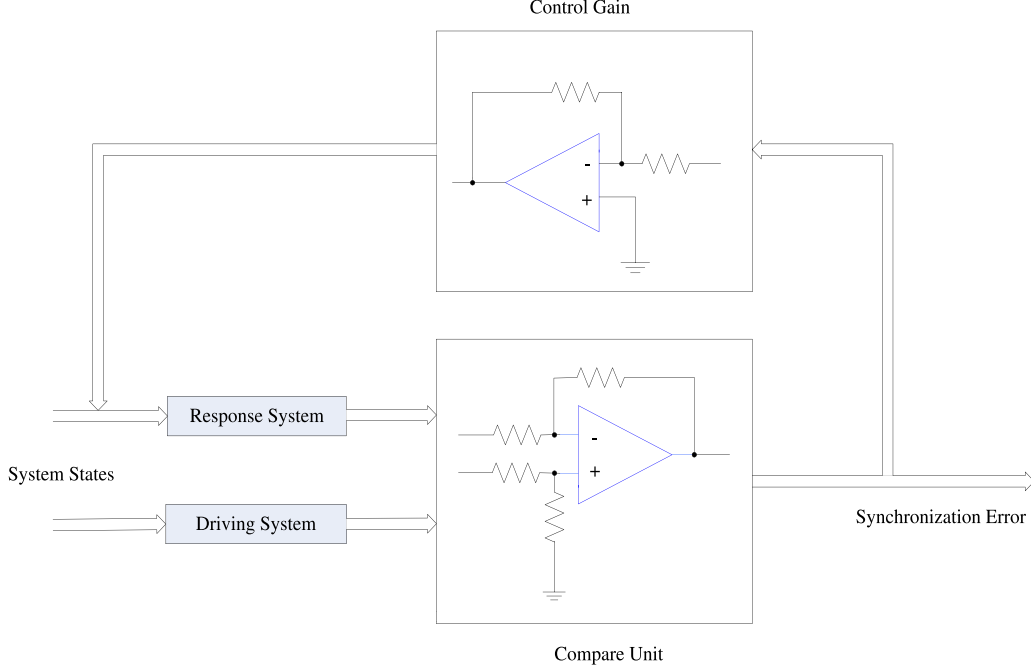 Control Gain
-
+
Response System
-
+
System States
Driving System
Synchronization Error
Compare Unit